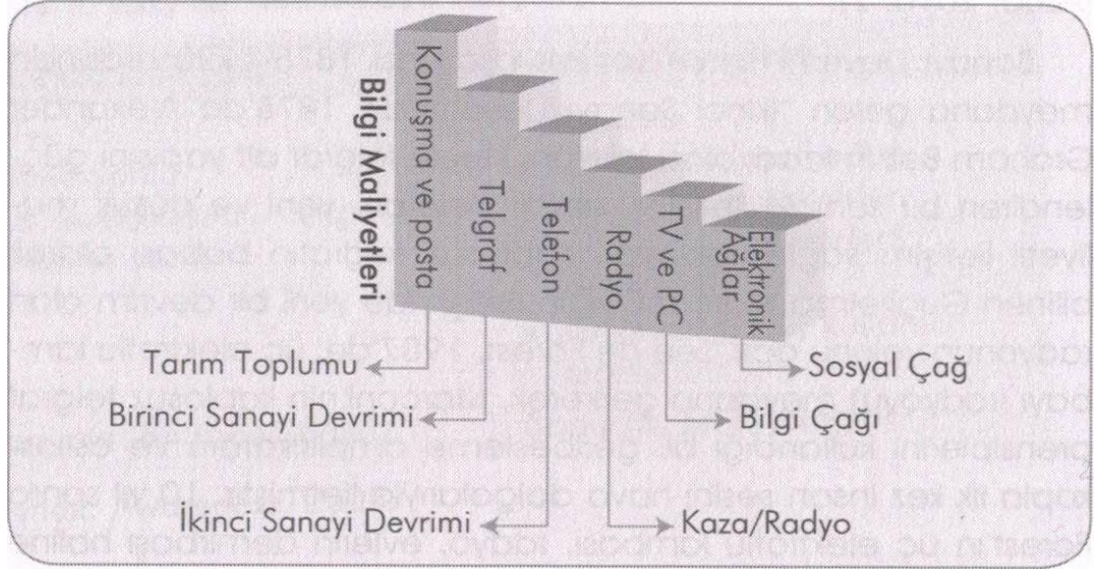 Bilgi Maliyetleri
Konuşma ve posta
Telgraf
Telefon
Radyo
TV ve PC
Elektronik
Ağlar
Tarım Toplumu
Sosyal Çağ
Birinci Sanayi Devrimi
Bilgi Çağı
İkinci Sanayi Devrimi
Kaza/Radyo